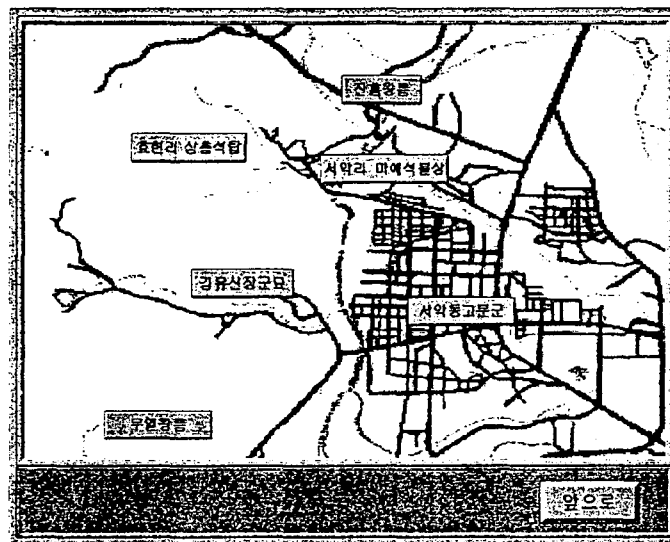 진흥왕릉
효현리 삼층석탑
서악리 마애석불상
김유신장군묘
서악동고분군
무열왕릉
앞으로